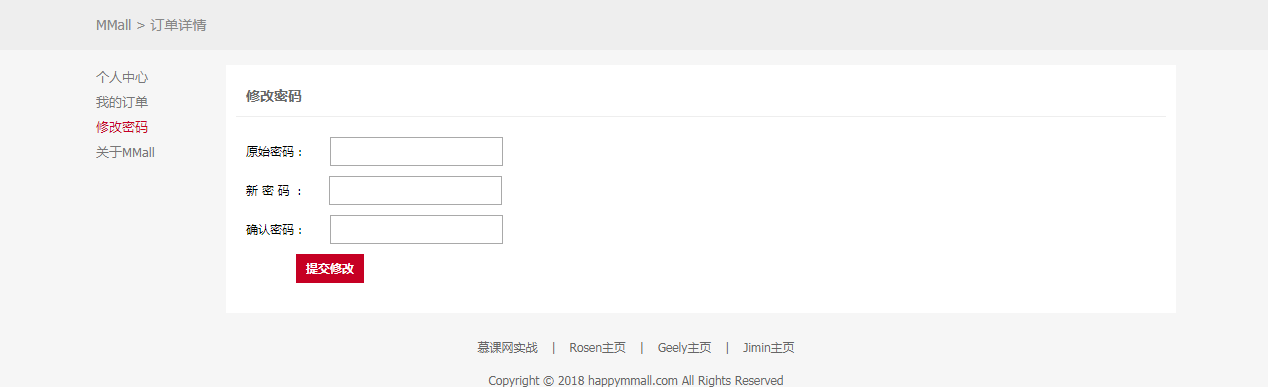 MMall > 订单详情
个人中心
我的订单
修改密码
关于MMall
修改密码
原始密码：
新 密 码 ：
确认密码：
提交修改
慕课网实战 | Rosen主页 | Geely主页 | Jimin主页
Copyright © 2018 happymmall.com All Rights Reserved